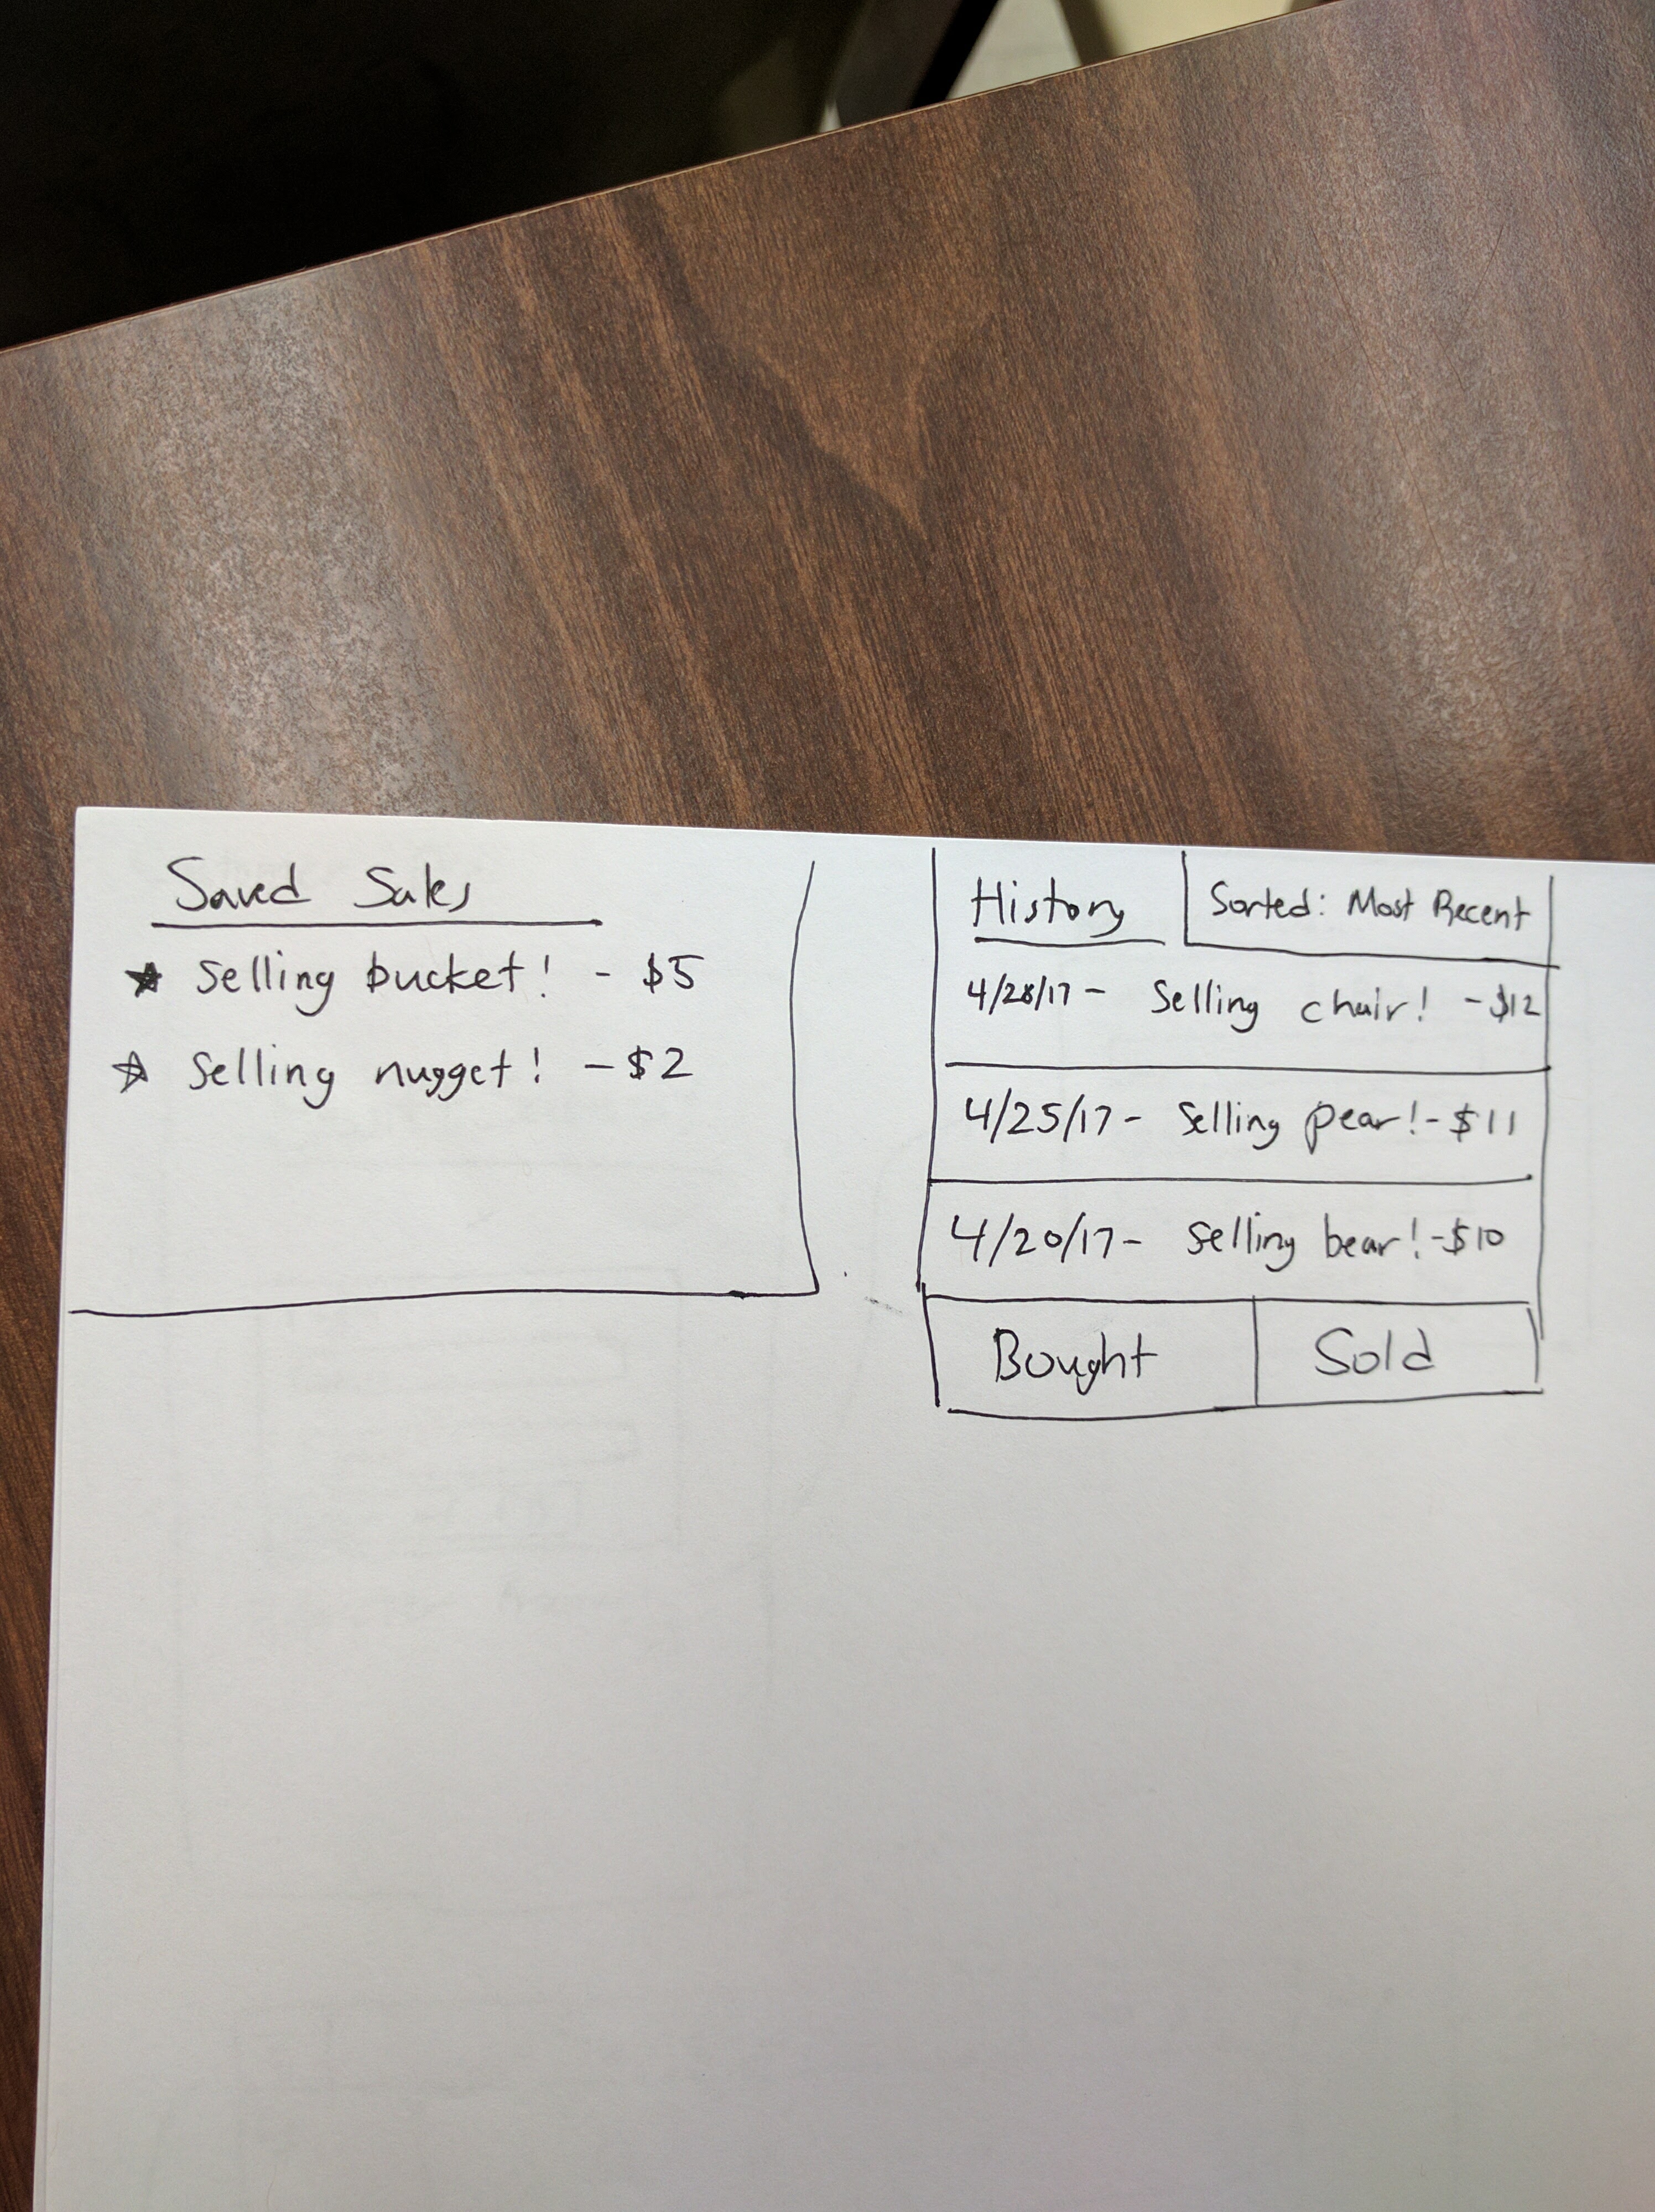 Saved Sales
★ Selling bucket! - $5
☆ Selling nugget! - $2
History
Sorted: Most Recent
4/28/17 - Selling chair! - $12
4/25/17 - Selling pear! - $11
4/20/17 - Selling bear! - $10
Bought
Sold